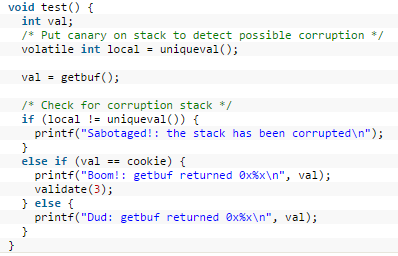 void test() {
  int val;
  /* Put canary on stack to detect possible corruption */
  volatile int local = uniqueval();

  val = getbuf();

  /* Check for corruption stack */
  if (local != uniqueval()) {
    printf("Sabotaged!: the stack has been corrupted\n");
  }
  else if (val == cookie) {
    printf("Boom!: getbuf returned 0x%x\n", val);
    validate(3);
  } else {
    printf("Dud: getbuf returned 0x%x\n", val);
  }
}